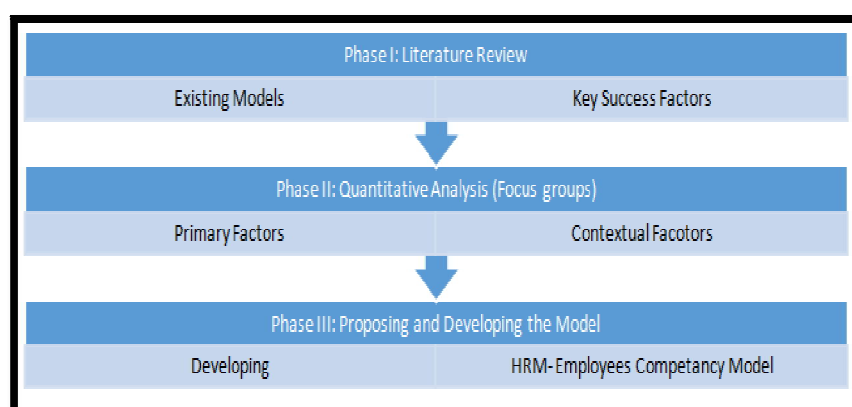 Phase I: Literature Review
Existing Models Key Success Factors
Phase II: Quantitative Analysis (Focus groups)
Primary Factors Contextual Facotors
Phase III: Proposing and Developing the Model
Developing HRM- Employees Competancy Model